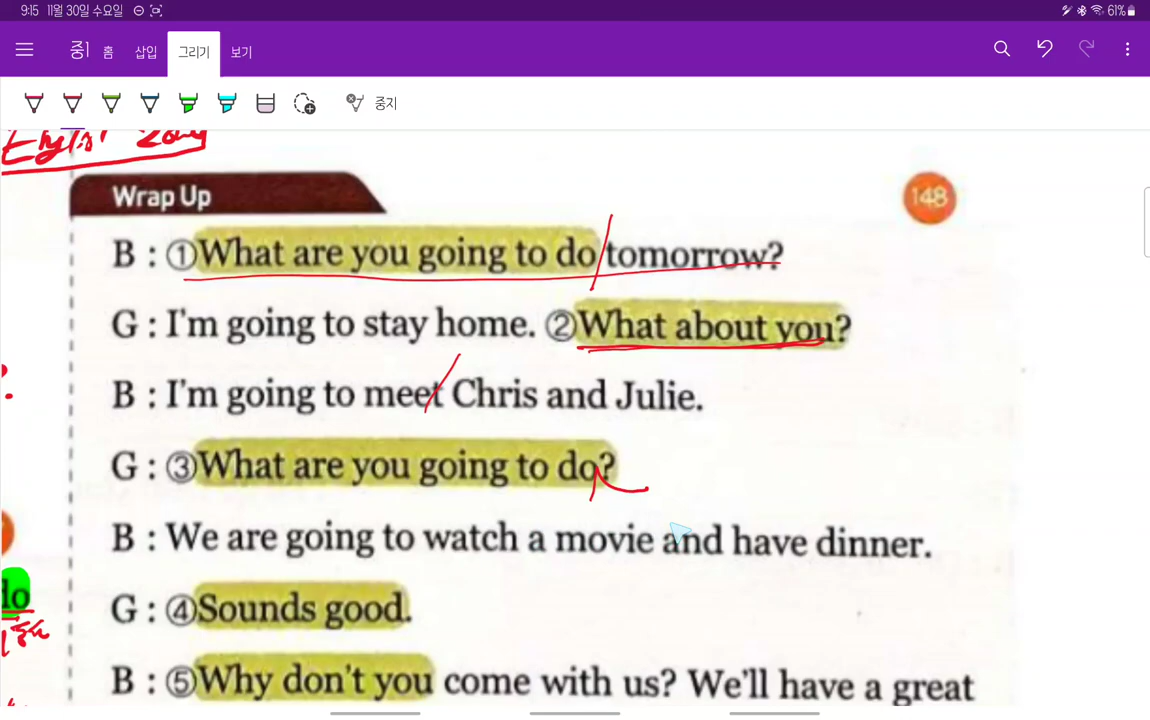 9:15 11월 30일 수요일 61%
중1 홈 삽입 그리기 보기
중지
Wrap Up 148
B : ①What are you going to do tomorrow?
G : I'm going to stay home. ②What about you?
B : I'm going to meet Chris and Julie.
G : ③What are you going to do?
B : We are going to watch a movie and have dinner.
G : ④Sounds good.
do
B : ⑤Why don't you come with us? We'll have a great